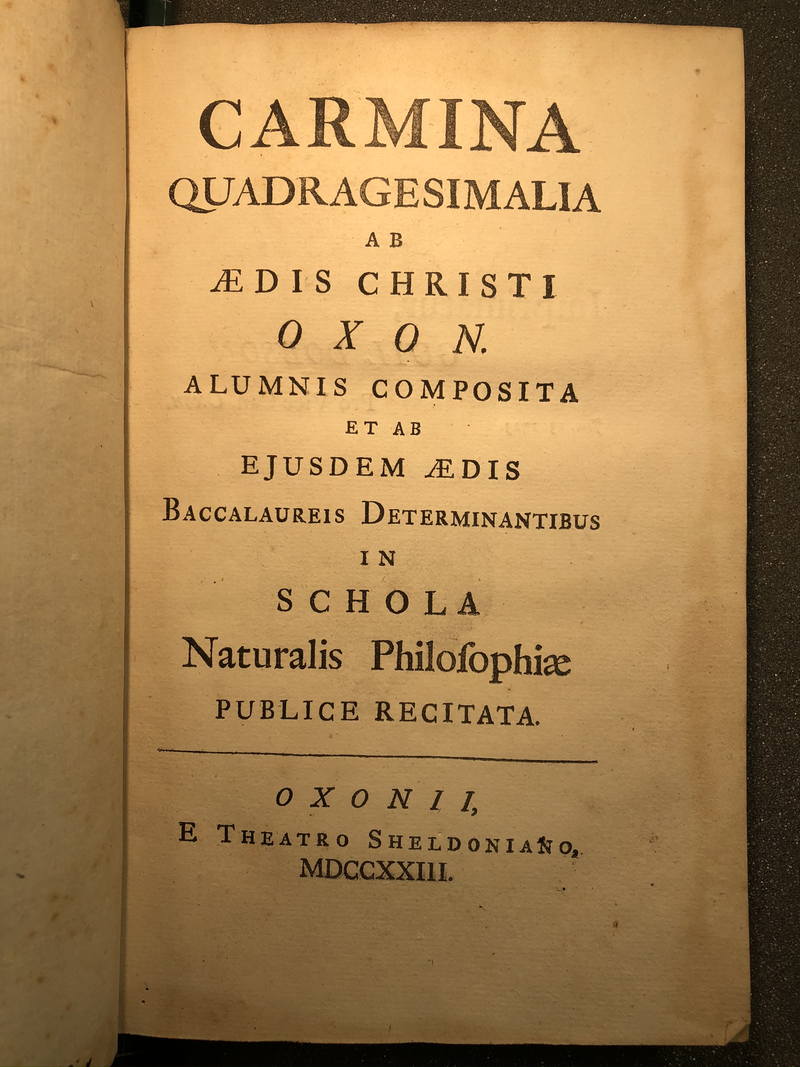 CARMINA
QUADRAGESIMALIA
AB
ÆDIS CHRISTI
OXON.
ALUMNIS COMPOSITA
ET AB
EJUSDEM ÆDIS
BACCALAUREIS DETERMINANTIBUS
IN
SCHOLA
Naturalis Philoſophiæ
PUBLICE RECITATA.
OXONII,
E THEATRO SHELDONIANO,
MDCCXXIII.